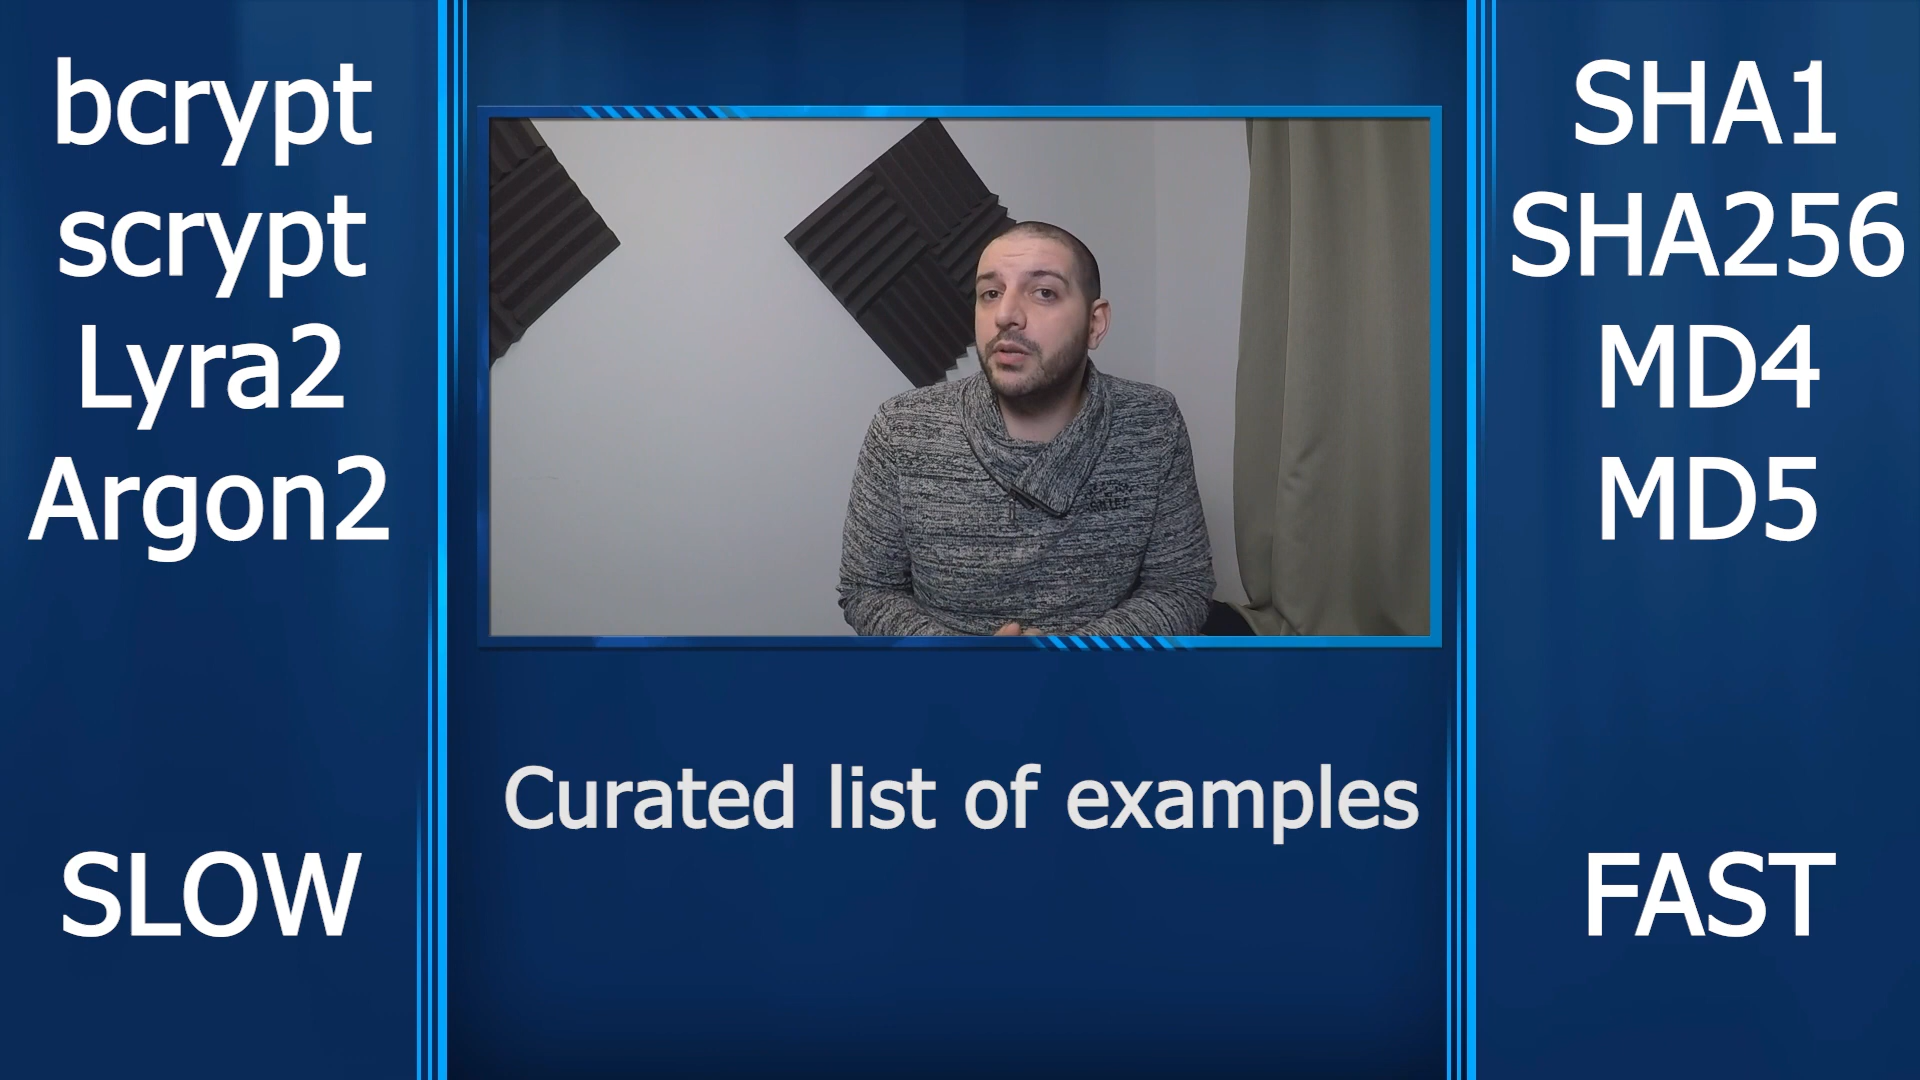 bcrypt
scrypt
Lyra2
Argon2
SLOW
Curated list of examples
SHA1
SHA256
MD4
MD5
FAST